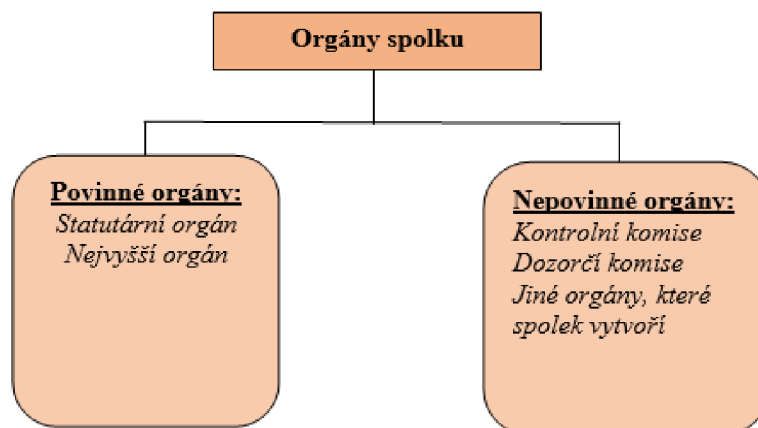 Orgány spolku
Povinné orgány:
Statutární orgán
Nejvyšší orgán
Nepovinné orgány:
Kontrolní komise
Dozorčí komise
Jiné orgány, které
spolek vytvoří